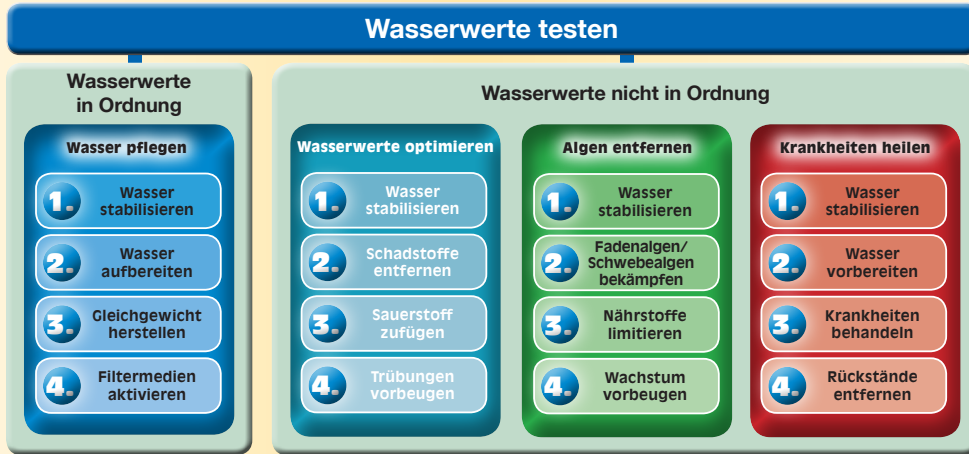 Wasserwerte testen
Wasserwerte
in Ordnung
Wasser pflegen
1. Wasser
stabilisieren
2. Wasser
aufbereiten
3. Gleichgewicht
herstellen
4. Filtermedien
aktivieren
Wasserwerte nicht in Ordnung
Wasserwerte optimieren
1. Wasser
stabilisieren
2. Schadstoffe
entfernen
3. Sauerstoff
zufügen
4. Trübungen
vorbeugen
Algen entfernen
1. Wasser
stabilisieren
2. Fadenalgen/
Schwebealgen
bekämpfen
3. Nährstoffe
limitieren
4. Wachstum
vorbeugen
Krankheiten heilen
1. Wasser
stabilisieren
2. Wasser
vorbereiten
3. Krankheiten
behandeln
4. Rückstände
entfernen